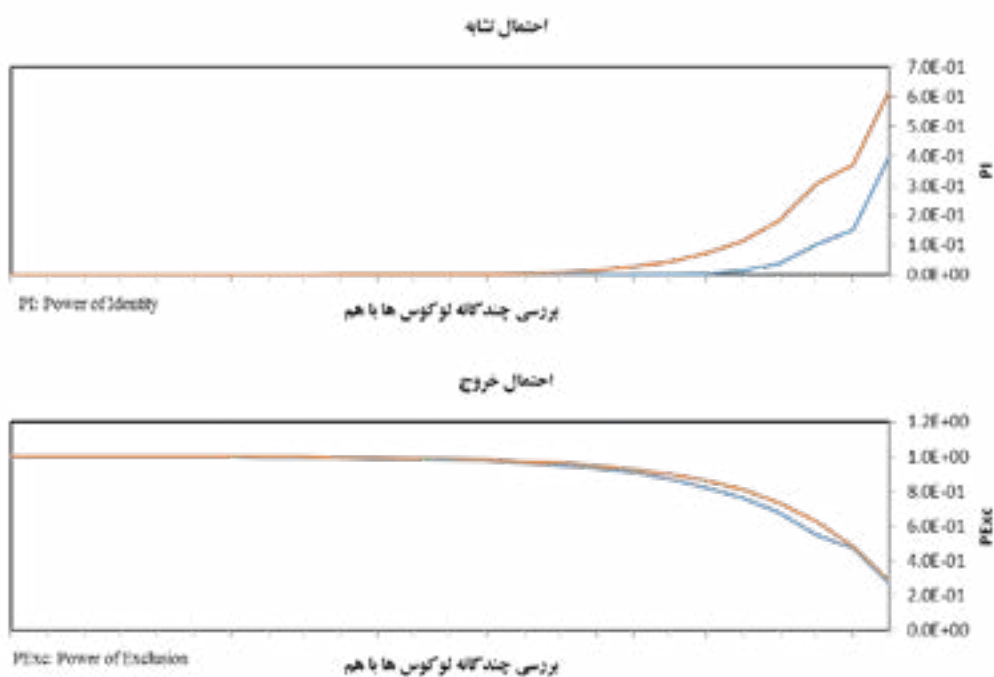 احتمال تشابه
7.0E-01
6.0E-01
5.0E-01
4.0E-01
3.0E-01
2.0E-01
1.0E-01
0.0E+00
PI
PI: Power of Identity
بررسی چندگانه لوکوس ها با هم
احتمال خروج
1.2E+00
1.0E+00
8.0E-01
6.0E-01
4.0E-01
2.0E-01
0.0E+00
PExc
PExc: Power of Exclusion
بررسی چندگانه لوکوس ها با هم